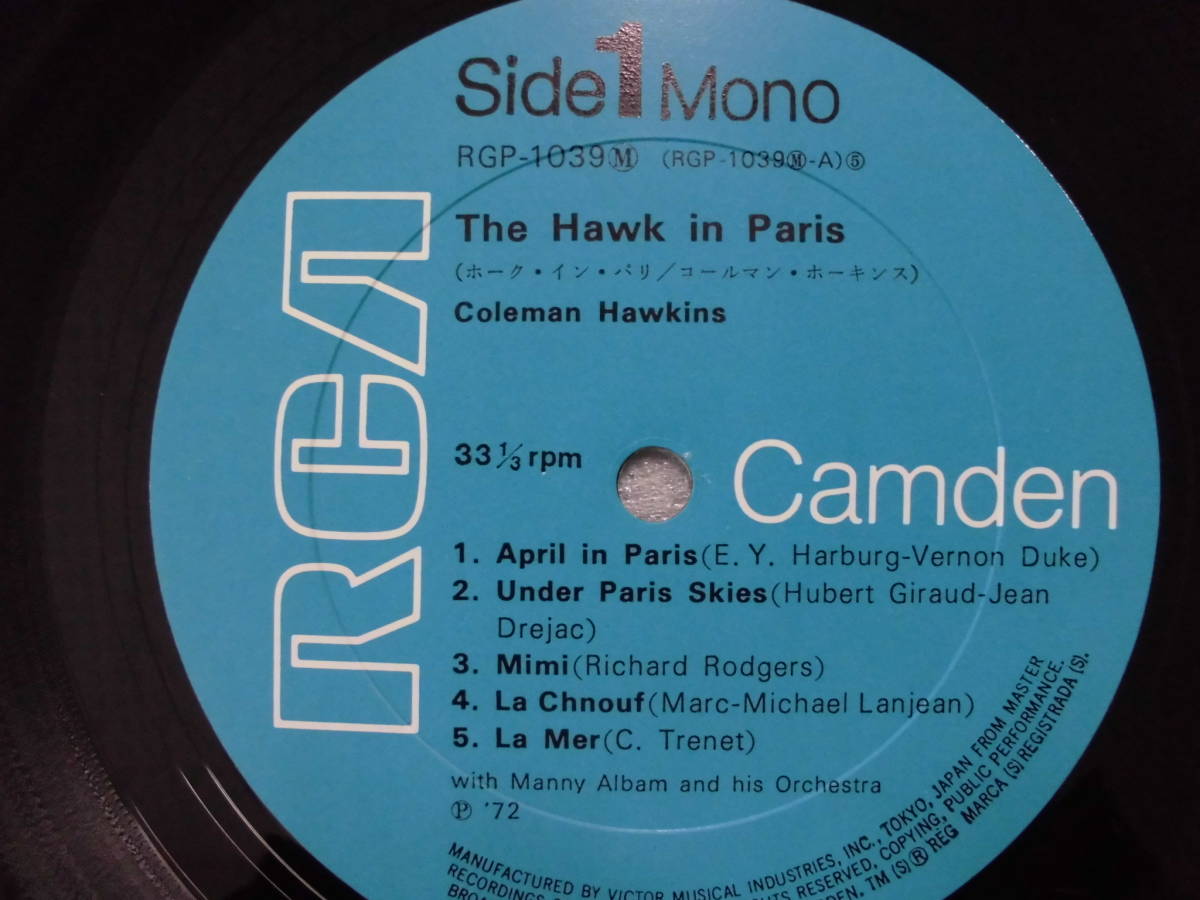 Side 1 Mono
RGP-1039Ⓜ (RGP-1039Ⓜ-A)⑤
The Hawk in Paris
(ホーク・イン・パリ/コールマン・ホーキンス)
Coleman Hawkins
RCA
33 1/3 rpm
Camden
1. April in Paris(E. Y. Harburg-Vernon Duke)
2. Under Paris Skies(Hubert Giraud-Jean
Drejac)
3. Mimi(Richard Rodgers)
4. La Chnouf(Marc-Michael Lanjean)
5. La Mer(C. Trenet)
with Manny Albam and his Orchestra
Ⓟ '72
MANUFACTURED BY VICTOR MUSICAL INDUSTRIES, INC., TOKYO, JAPAN FROM MASTER
RECORDINGS RIGHTS RESERVED, COPYING, PUBLIC PERFORMANCE,
TM (S) ® REG MARCA (S) REGISTRADA (S).